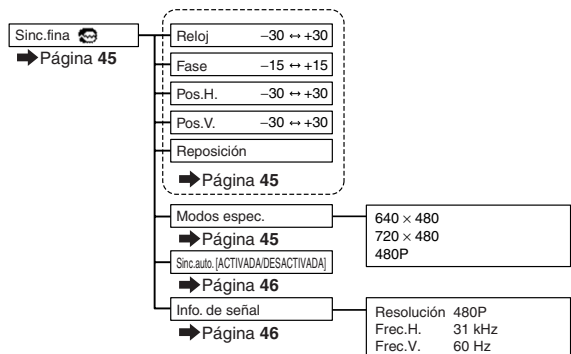 Sinc.fina
Página 45
Reloj −30 ↔ +30
Fase −15 ↔ +15
Pos.H. −30 ↔ +30
Pos.V. −30 ↔ +30
Reposición
Página 45
Modos espec.
Página 45
640 × 480
720 × 480
480P
Sinc.auto. [ACTIVADA/DESACTIVADA]
Página 46
Info. de señal
Página 46
Resolución 480P
Frec.H. 31 kHz
Frec.V. 60 Hz